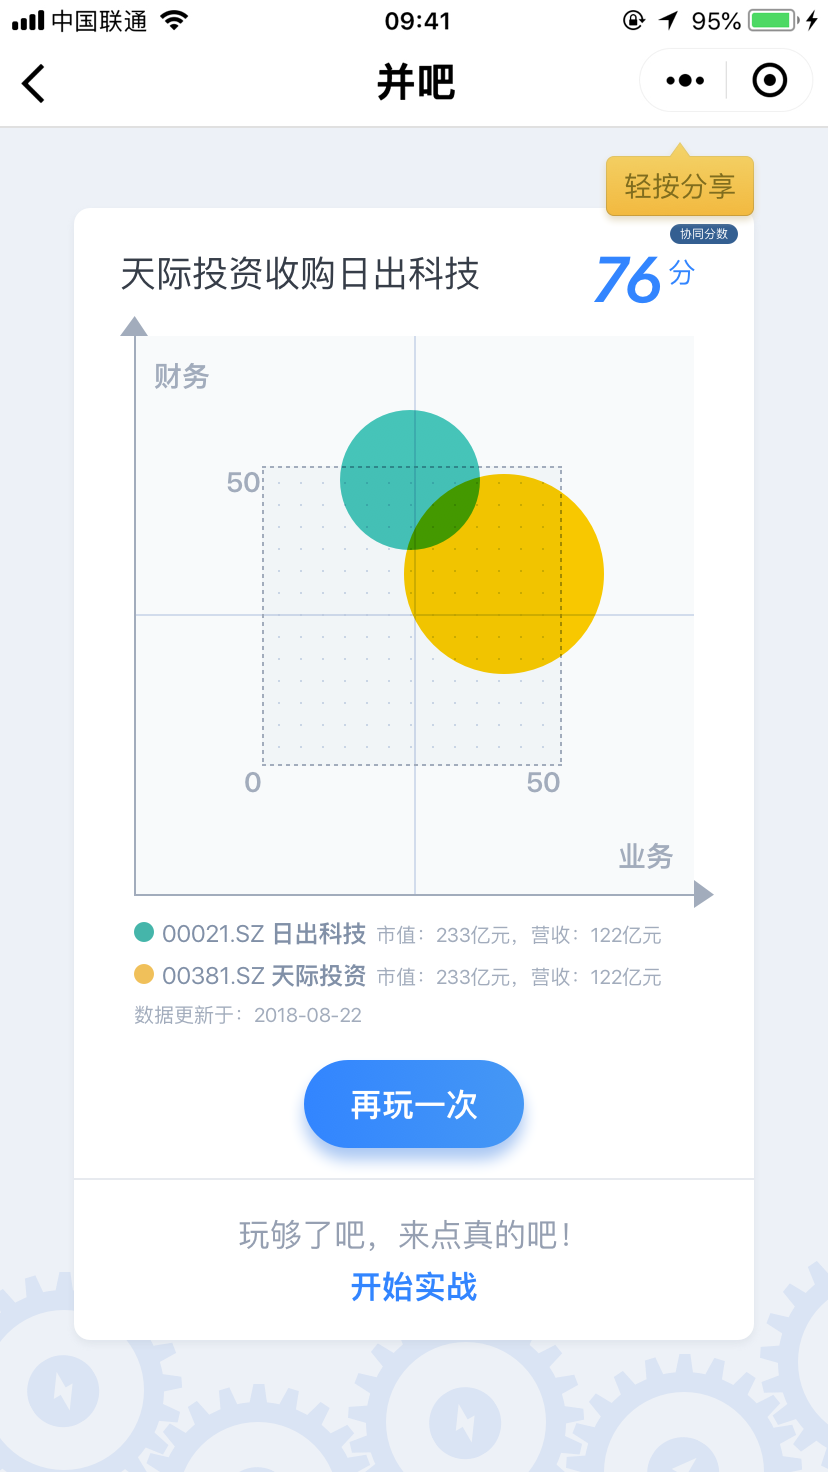 中国联通 09:41 95%
并吧
轻按分享
协同分数
天际投资收购日出科技 76分
财务
50
0 50
业务
00021.SZ 日出科技 市值：233亿元，营收：122亿元
00381.SZ 天际投资 市值：233亿元，营收：122亿元
数据更新于：2018-08-22
再玩一次
玩够了吧，来点真的吧！
开始实战